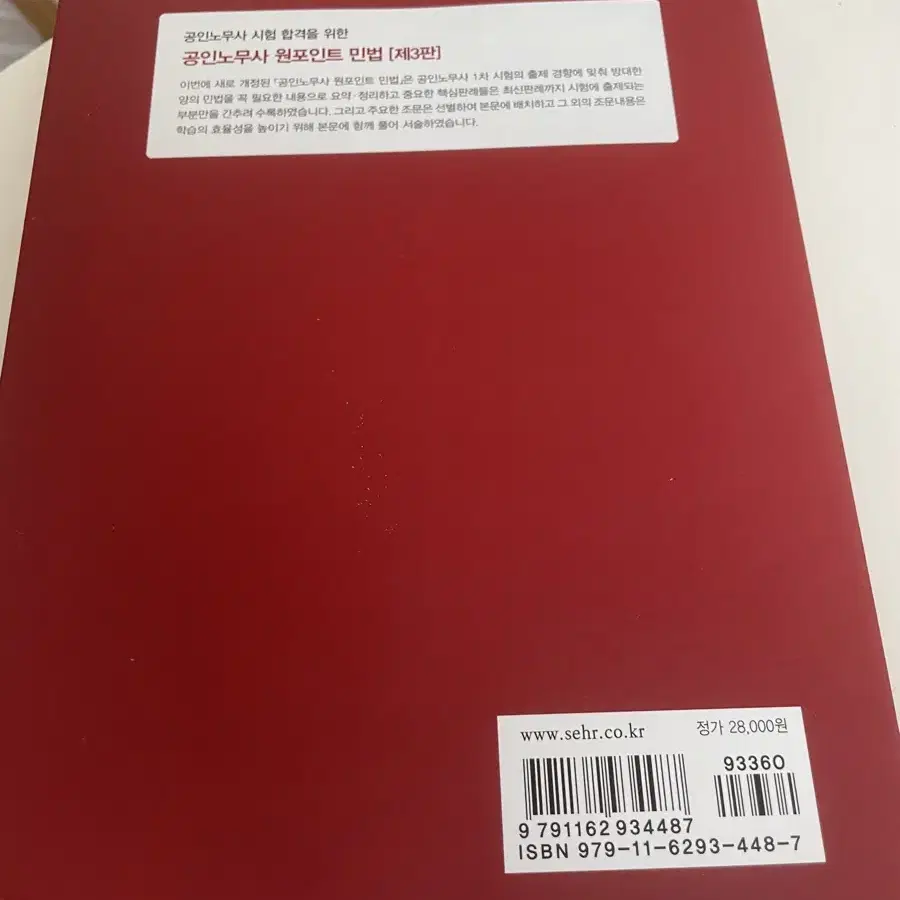 공인노무사 시험 합격을 위한
공인노무사 원포인트 민법 [제3판]
이번에 새로 개정된 「공인노무사 원포인트 민법」은 공인노무사 1차 시험의 출제 경향에 맞춰 방대한
양의 민법을 꼭 필요한 내용으로 요약·정리하고 중요한 핵심판례들은 최신판례까지 시험에 출제되는
부분만을 간추려 수록하였습니다. 그리고 주요한 조문은 선별하여 본문에 배치하고 그 외의 조문내용은
학습의 효율성을 높이기 위해 본문에 함께 풀어 서술하였습니다.
www.sehr.co.kr 정가 28,000원
93360
9 791162 934487
ISBN 979-11-6293-448-7